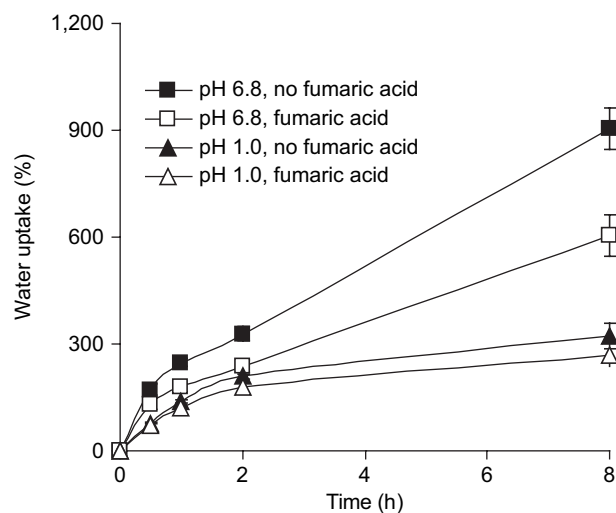 1,200
900
600
300
0
Water uptake (%)
pH 6.8, no fumaric acid
pH 6.8, fumaric acid
pH 1.0, no fumaric acid
pH 1.0, fumaric acid
0 2 4 6 8
Time (h)